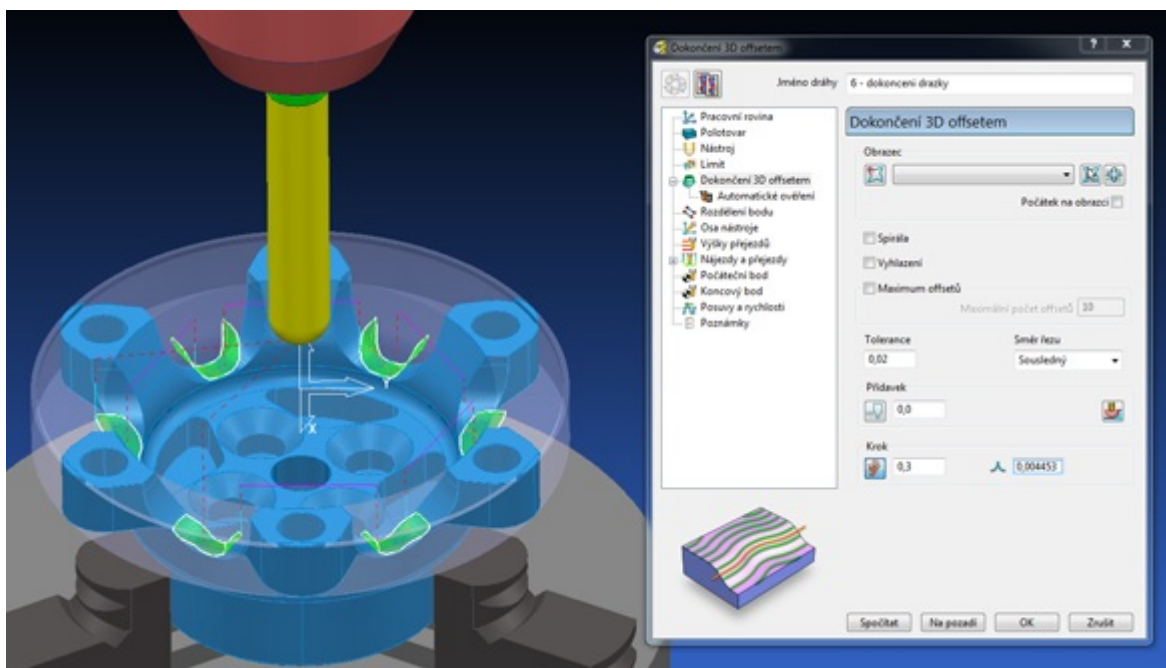 Dokončení 3D offsetem
? X
Jméno dráhy 6 - dokonceni drazky
Pracovní rovina
Polotovar
Nástroj
Limit
Dokončení 3D offsetem
Automatické ověření
Rozdělení bodu
Osa nástroje
Výšky přejezdů
Nájezdy a přejezdy
Počáteční bod
Koncový bod
Posuvy a rychlosti
Poznámky
Dokončení 3D offsetem
Obrazec
Počátek na obrazci
Spirála
Vyhlazení
Maximum offsetů
Maximální počet offsetů 10
Tolerance Směr řezu
0,02 Sousledný
Přídavek
0,0
Krok
0,3 0,004453
Spočítat Na pozadí OK Zrušit
Y
X